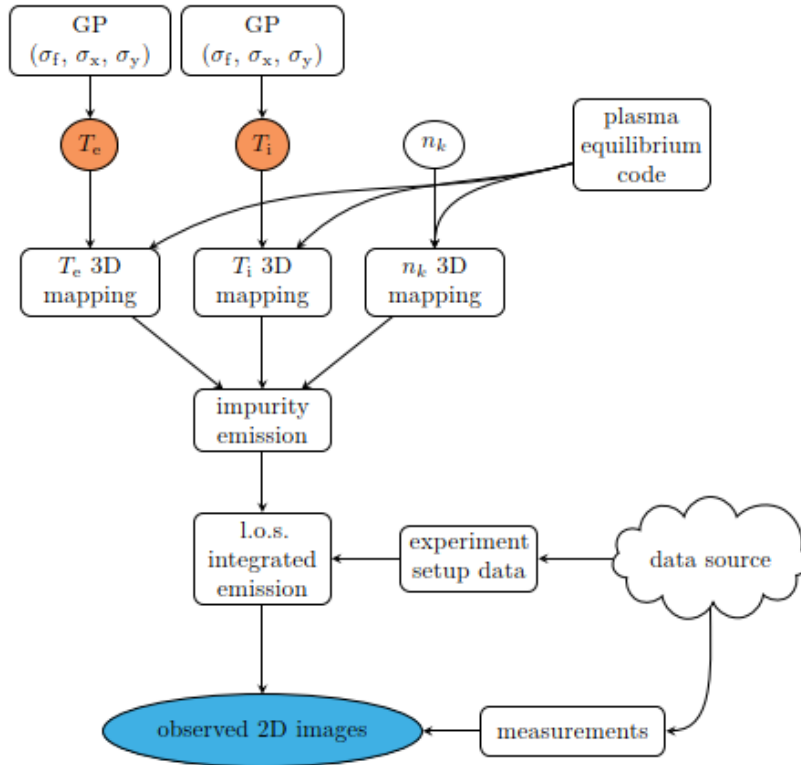 GP
(σf, σx, σy)
GP
(σf, σx, σy)
Te
Ti
nk
plasma
equilibrium
code
Te 3D
mapping
Ti 3D
mapping
nk 3D
mapping
impurity
emission
l.o.s.
integrated
emission
experiment
setup data
data source
observed 2D images
measurements